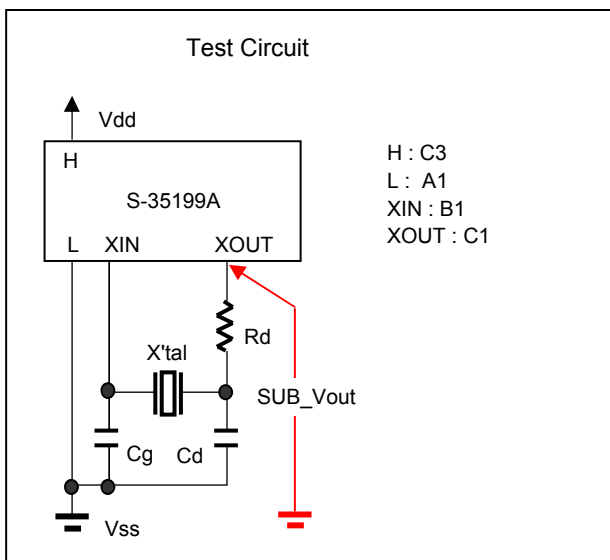 Test Circuit
Vdd
H
S-35199A
L XIN XOUT
H : C3
L : A1
XIN : B1
XOUT : C1
Rd
X'tal
SUB_Vout
Cg
Cd
Vss